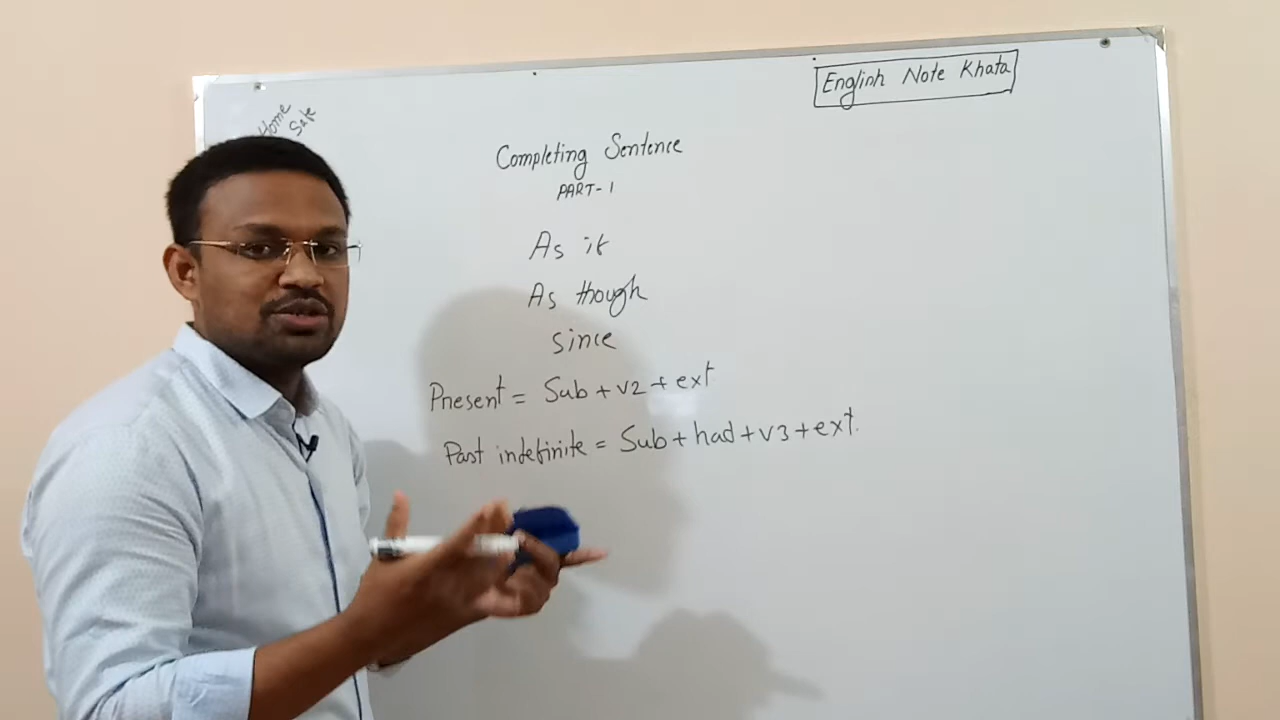 English Note Khata
Home
Safe
Completing Sentence
PART-1
As if
As though
since
Present = Sub + v2 + ext
Past indefinite = Sub + had + v3 + ext.